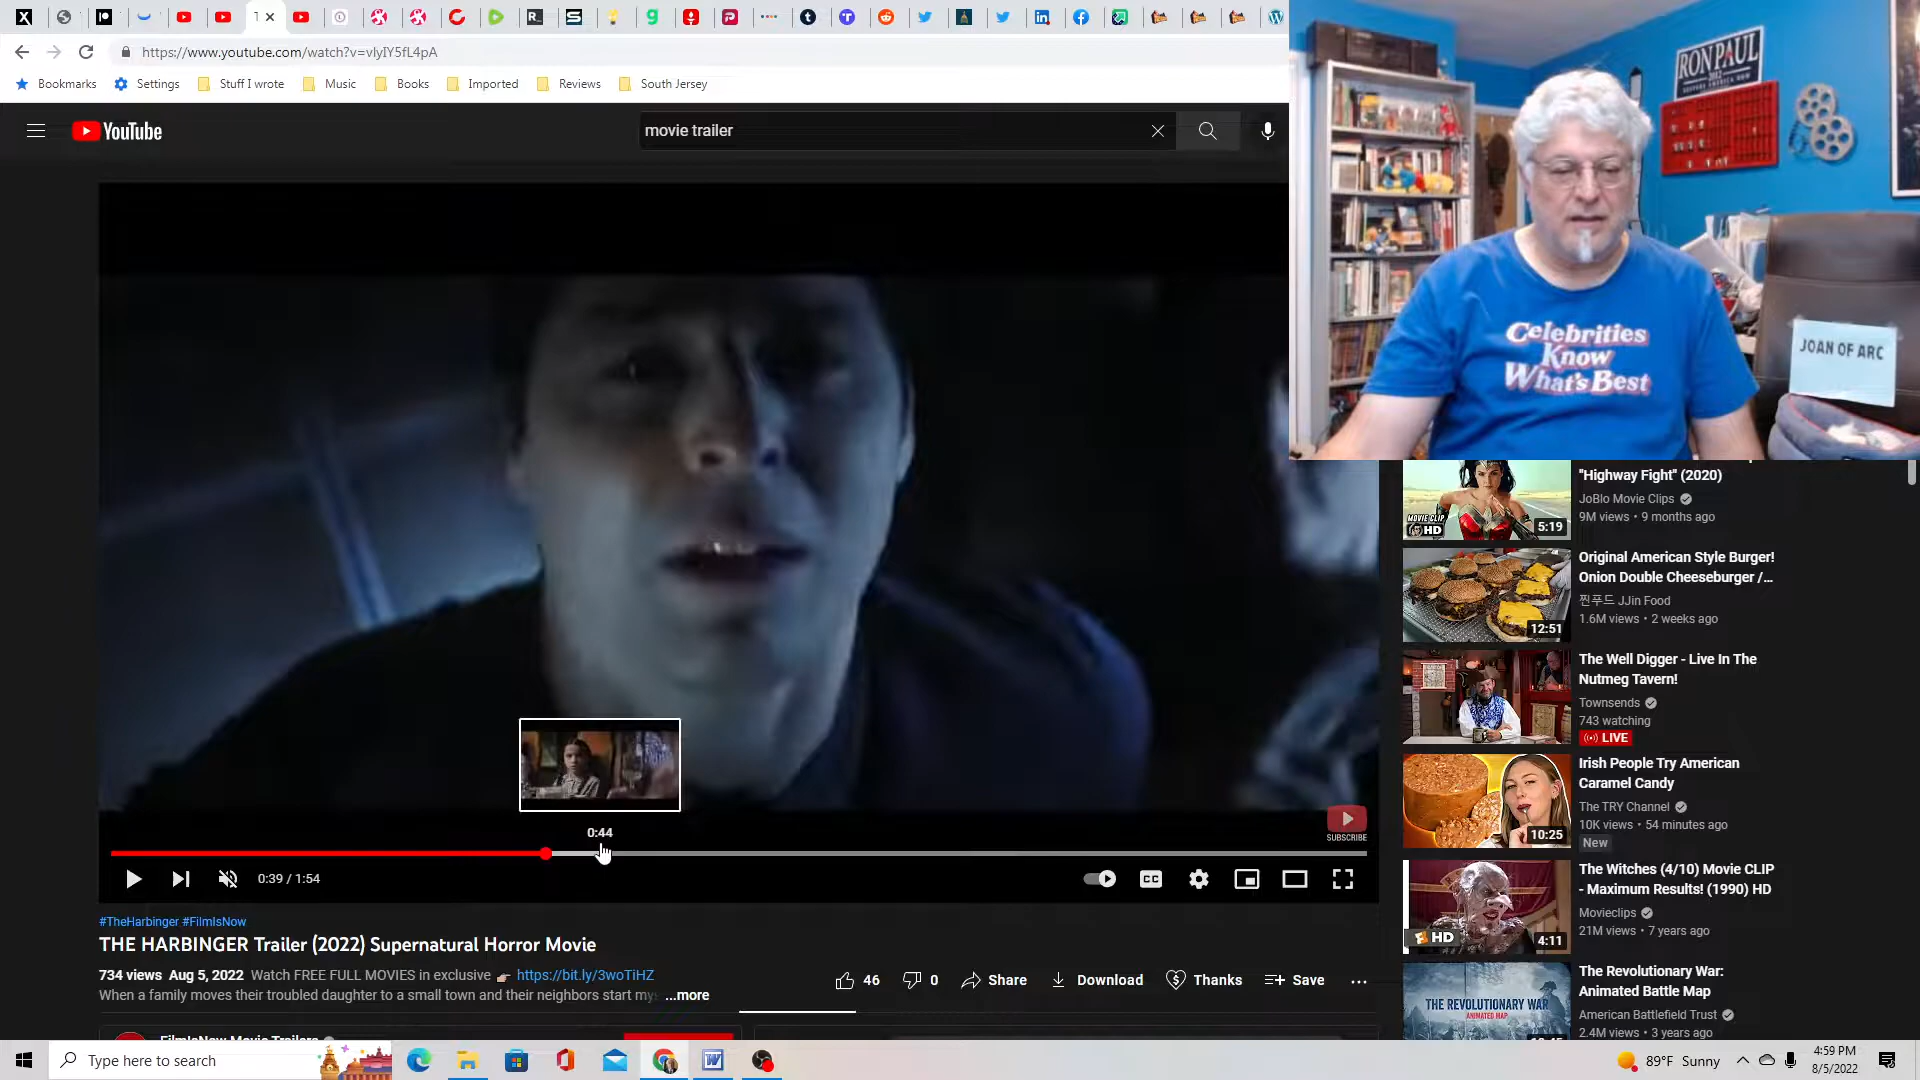 https://www.youtube.com/watch?v=vlyIY5fL4pA
Bookmarks
Settings
Stuff I wrote
Music
Books
Imported
Reviews
South Jersey
YouTube
movie trailer
RON PAUL
2012
Celebrities
Know
What's Best
JOAN OF ARC
"Highway Fight" (2020)
JoBlo Movie Clips
9M views • 9 months ago
MOVIE CLIP
HD
5:19
Original American Style Burger!
Onion Double Cheeseburger /...
찐푸드 JJin Food
1.6M views • 2 weeks ago
12:51
The Well Digger - Live In The
Nutmeg Tavern!
Townsends
743 watching
LIVE
Irish People Try American
Caramel Candy
The TRY Channel
10K views • 54 minutes ago
New
10:25
The Witches (4/10) Movie CLIP
- Maximum Results! (1990) HD
Movieclips
21M views • 7 years ago
HD
4:11
The Revolutionary War:
Animated Battle Map
American Battlefield Trust
2.4M views • 3 years ago
THE REVOLUTIONARY WAR
ANIMATED MAP
0:44
SUBSCRIBE
0:39 / 1:54
CC
#TheHarbinger #FilmIsNow
THE HARBINGER Trailer (2022) Supernatural Horror Movie
734 views Aug 5, 2022 Watch FREE FULL MOVIES in exclusive https://bit.ly/3woTiHZ
When a family moves their troubled daughter to a small town and their neighbors start mys ...more
46
0
Share
Download
Thanks
Save
FilmIsNow Movie Trailers
Type here to search
89°F Sunny
4:59 PM
8/5/2022